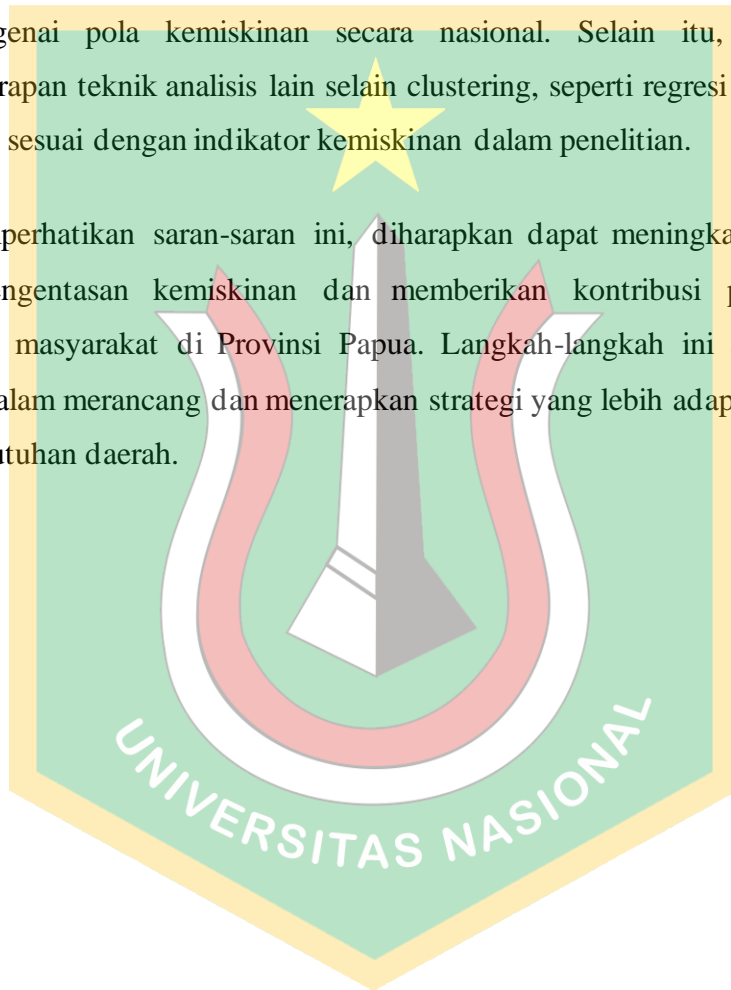 genai pola kemiskinan secara nasional. Selain itu,
rapan teknik analisis lain selain clustering, seperti regresi
sesuai dengan indikator kemiskinan dalam penelitian.
perhatikan saran-saran ini, diharapkan dapat meningka
engentasan kemiskinan dan memberikan kontribusi p
masyarakat di Provinsi Papua. Langkah-langkah ini
alam merancang dan menerapkan strategi yang lebih adap
utuhan daerah.
UNIVERSITAS NASIONAL